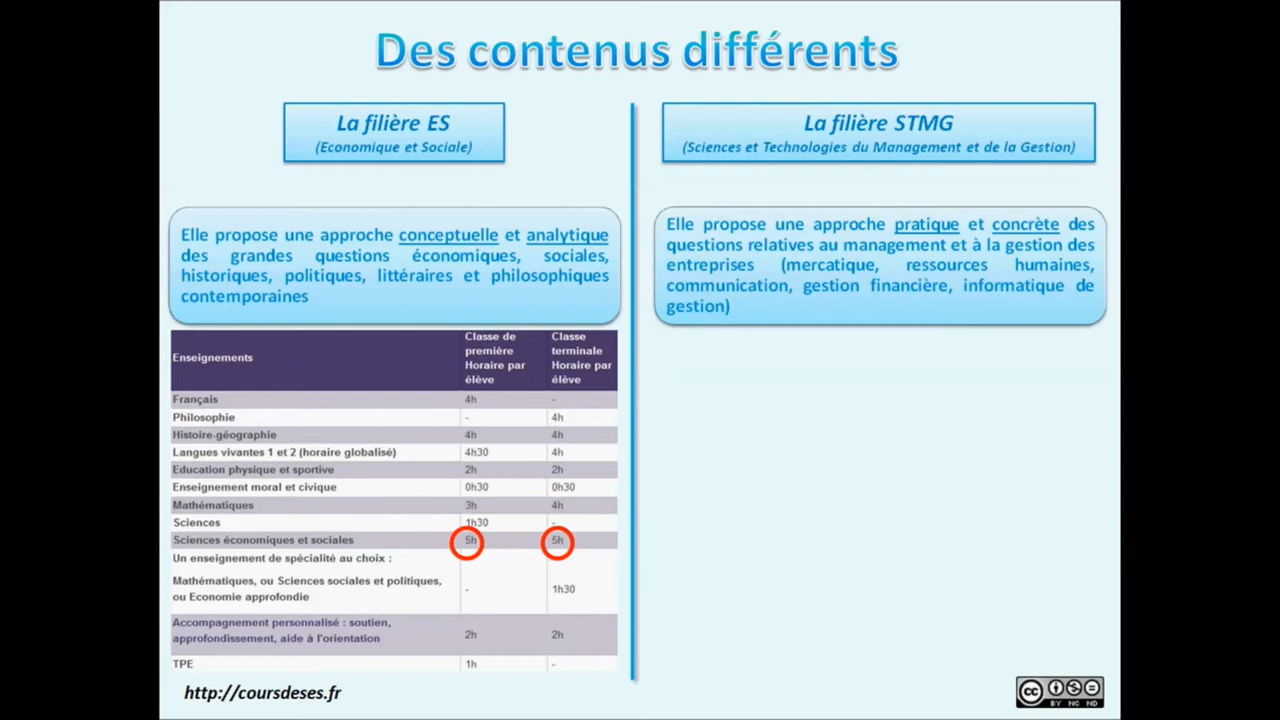 Des contenus différents
La filière ES
(Economique et Sociale)
La filière STMG
(Sciences et Technologies du Management et de la Gestion)
Elle propose une approche conceptuelle et analytique
des grandes questions économiques, sociales,
historiques, politiques, littéraires et philosophiques
contemporaines
Elle propose une approche pratique et concrète des
questions relatives au management et à la gestion des
entreprises (mercatique, ressources humaines,
communication, gestion financière, informatique de
gestion)
Enseignements
Classe de
première
Horaire par
élève
Classe
terminale
Horaire par
élève
Français 4h -
Philosophie - 4h
Histoire-géographie 4h 4h
Langues vivantes 1 et 2 (horaire globalisé) 4h30 4h
Education physique et sportive 2h 2h
Enseignement moral et civique 0h30 0h30
Mathématiques 3h 4h
Sciences 1h30 -
Sciences économiques et sociales 5h 5h
Un enseignement de spécialité au choix :
Mathématiques, ou Sciences sociales et politiques,
ou Economie approfondie - 1h30
Accompagnement personnalisé : soutien,
approfondissement, aide à l'orientation 2h 2h
TPE 1h -
http://coursdeses.fr
cc
BY NC ND